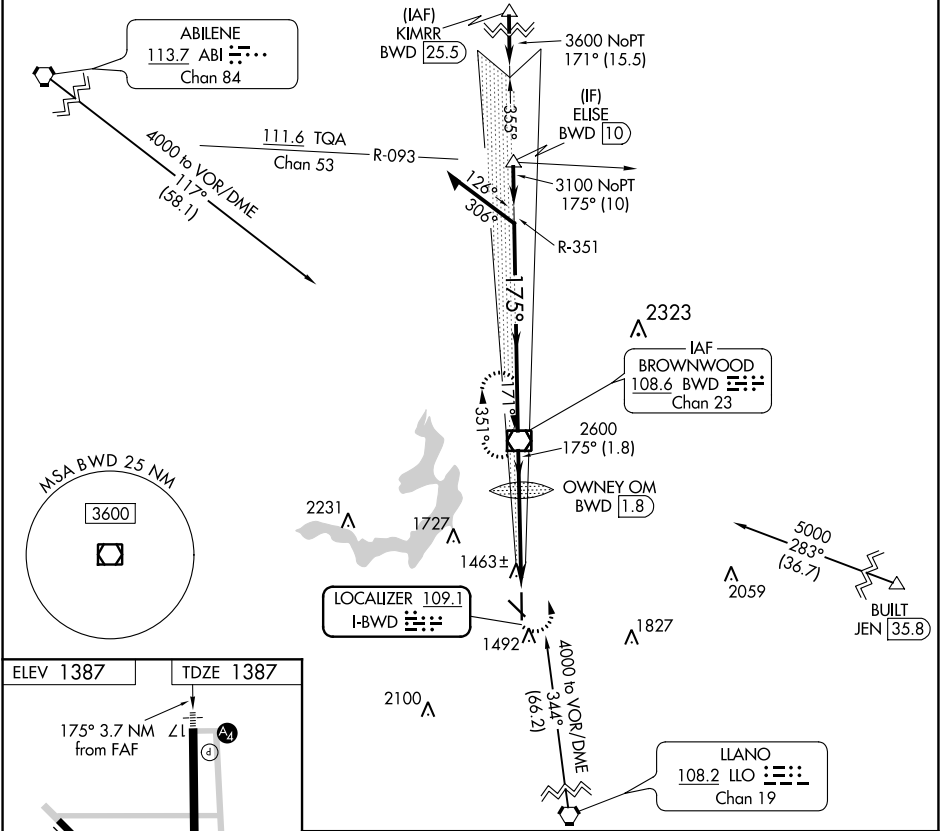 (IAF)
KIMRR
BWD 25.5
3600 NoPT
171° (15.5)
ABILENE
113.7 ABI
Chan 84
355°
(IF)
ELISE
BWD 10
111.6 TQA
Chan 53
R-093
4000 to VOR/DME
117°
(58.1)
3100 NoPT
175° (10)
126°
306°
R-351
175°
2323
IAF
BROWNWOOD
108.6 BWD
Chan 23
171°
351°
2600
175° (1.8)
MSA BWD 25 NM
3600
OWNEY OM
BWD 1.8
2231
1727
1463±
5000
283°
(36.7)
2059
BUILT
JEN 35.8
LOCALIZER 109.1
I-BWD
1492
1827
4000 to VOR/DME
344°
(66.2)
2100
ELEV 1387
TDZE 1387
175° 3.7 NM
from FAF
17
A4
P
LLANO
108.2 LLO
Chan 19